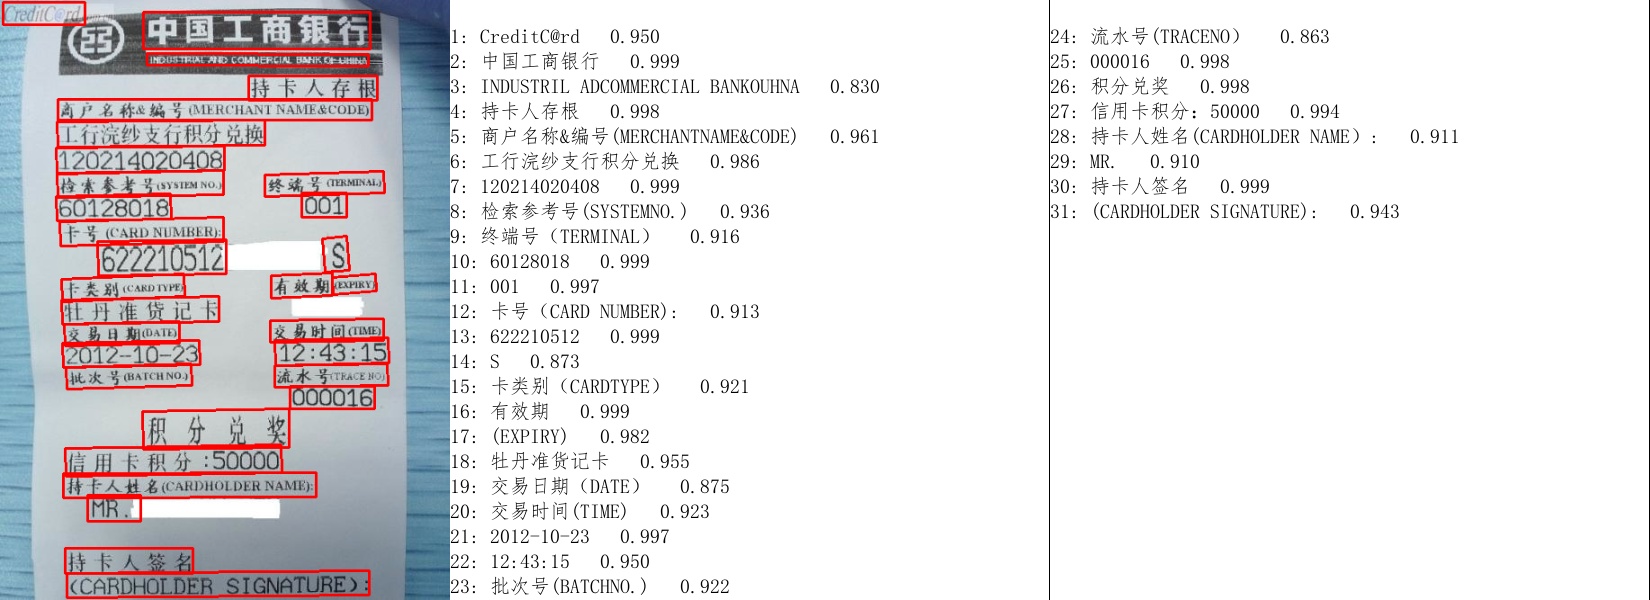 CreditC@rd
中国工商银行
INDUSTRIAL AND COMMERCIAL BANK OF CHINA
持卡人存根
商户名称&编号(MERCHANT NAME&CODE)
工行浣纱支行积分兑换
120214020408
检索参考号(SYSTEM NO.) 终端号(TERMINAL)
60128018 001
卡号(CARD NUMBER):
622210512 S
卡类别(CARD TYPE) 有效期(EXPIRY)
牡丹准贷记卡
交易日期(DATE) 交易时间(TIME)
2012-10-23 12:43:15
批次号(BATCH NO.) 流水号(TRACE NO)
000016
积分兑奖
信用卡积分:50000
持卡人姓名(CARDHOLDER NAME):
MR.
持卡人签名
(CARDHOLDER SIGNATURE):
1: CreditC@rd 0.950
2: 中国工商银行 0.999
3: INDUSTRIL ADCOMMERCIAL BANKOUHNA 0.830
4: 持卡人存根 0.998
5: 商户名称&编号(MERCHANTNAME&CODE) 0.961
6: 工行浣纱支行积分兑换 0.986
7: 120214020408 0.999
8: 检索参考号(SYSTEMNO.) 0.936
9: 终端号（TERMINAL） 0.916
10: 60128018 0.999
11: 001 0.997
12: 卡号（CARD NUMBER): 0.913
13: 622210512 0.999
14: S 0.873
15: 卡类别（CARDTYPE） 0.921
16: 有效期 0.999
17: (EXPIRY) 0.982
18: 牡丹准货记卡 0.955
19: 交易日期（DATE） 0.875
20: 交易时间(TIME) 0.923
21: 2012-10-23 0.997
22: 12:43:15 0.950
23: 批次号(BATCHNO.) 0.922
24: 流水号(TRACENO） 0.863
25: 000016 0.998
26: 积分兑奖 0.998
27: 信用卡积分：50000 0.994
28: 持卡人姓名(CARDHOLDER NAME）: 0.911
29: MR. 0.910
30: 持卡人签名 0.999
31: (CARDHOLDER SIGNATURE): 0.943